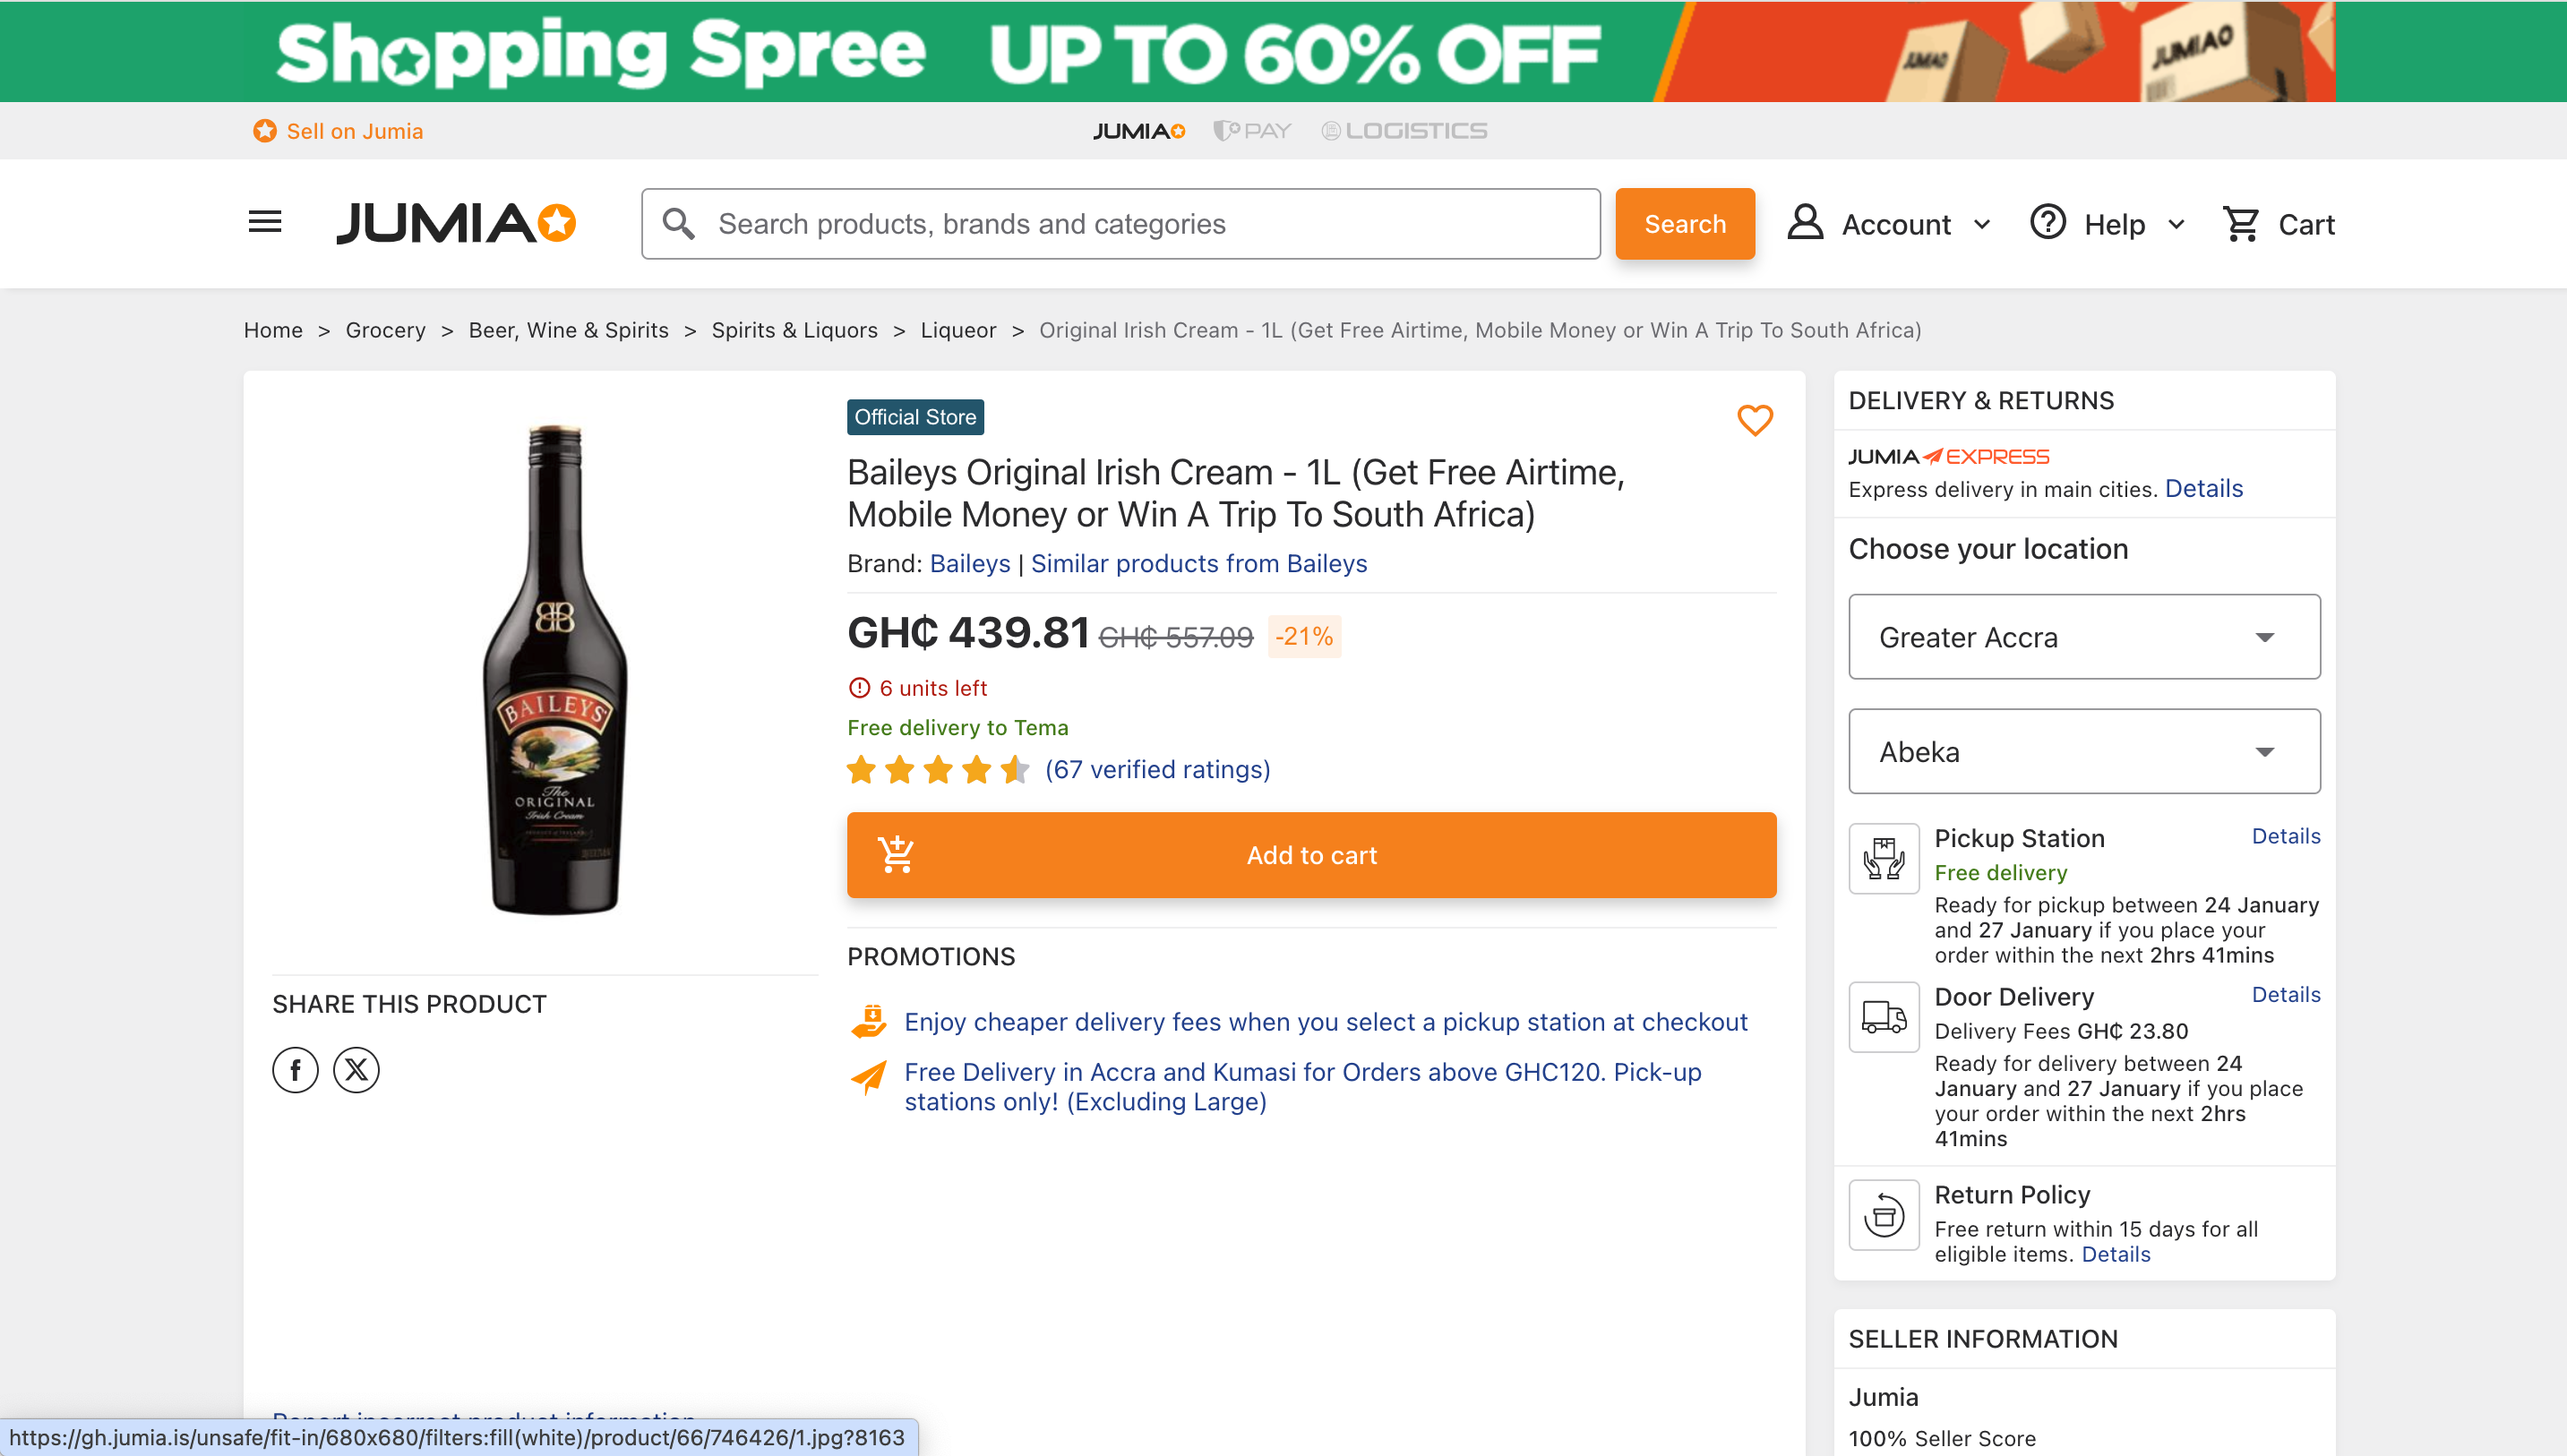 Shopping Spree UP TO 60% OFF
JUMIA
JUMIA
Sell on Jumia
JUMIA PAY LOGISTICS
JUMIA
Search products, brands and categories
Search
Account
Help
Cart
Home > Grocery > Beer, Wine & Spirits > Spirits & Liquors > Liqueor > Original Irish Cream - 1L (Get Free Airtime, Mobile Money or Win A Trip To South Africa)
BAILEYS
The
ORIGINAL
Irish Cream
SHARE THIS PRODUCT
Official Store
Baileys Original Irish Cream - 1L (Get Free Airtime,
Mobile Money or Win A Trip To South Africa)
Brand: Baileys | Similar products from Baileys
GH₵ 439.81 GH₵ 557.09 -21%
6 units left
Free delivery to Tema
(67 verified ratings)
Add to cart
PROMOTIONS
Enjoy cheaper delivery fees when you select a pickup station at checkout
Free Delivery in Accra and Kumasi for Orders above GHC120. Pick-up
stations only! (Excluding Large)
DELIVERY & RETURNS
JUMIA EXPRESS
Express delivery in main cities. Details
Choose your location
Greater Accra
Abeka
Pickup Station Details
Free delivery
Ready for pickup between 24 January
and 27 January if you place your
order within the next 2hrs 41mins
Door Delivery Details
Delivery Fees GH₵ 23.80
Ready for delivery between 24
January and 27 January if you place
your order within the next 2hrs
41mins
Return Policy
Free return within 15 days for all
eligible items. Details
SELLER INFORMATION
Jumia
100% Seller Score
Report incorrect product information
https://gh.jumia.is/unsafe/fit-in/680x680/filters:fill(white)/product/66/746426/1.jpg?8163